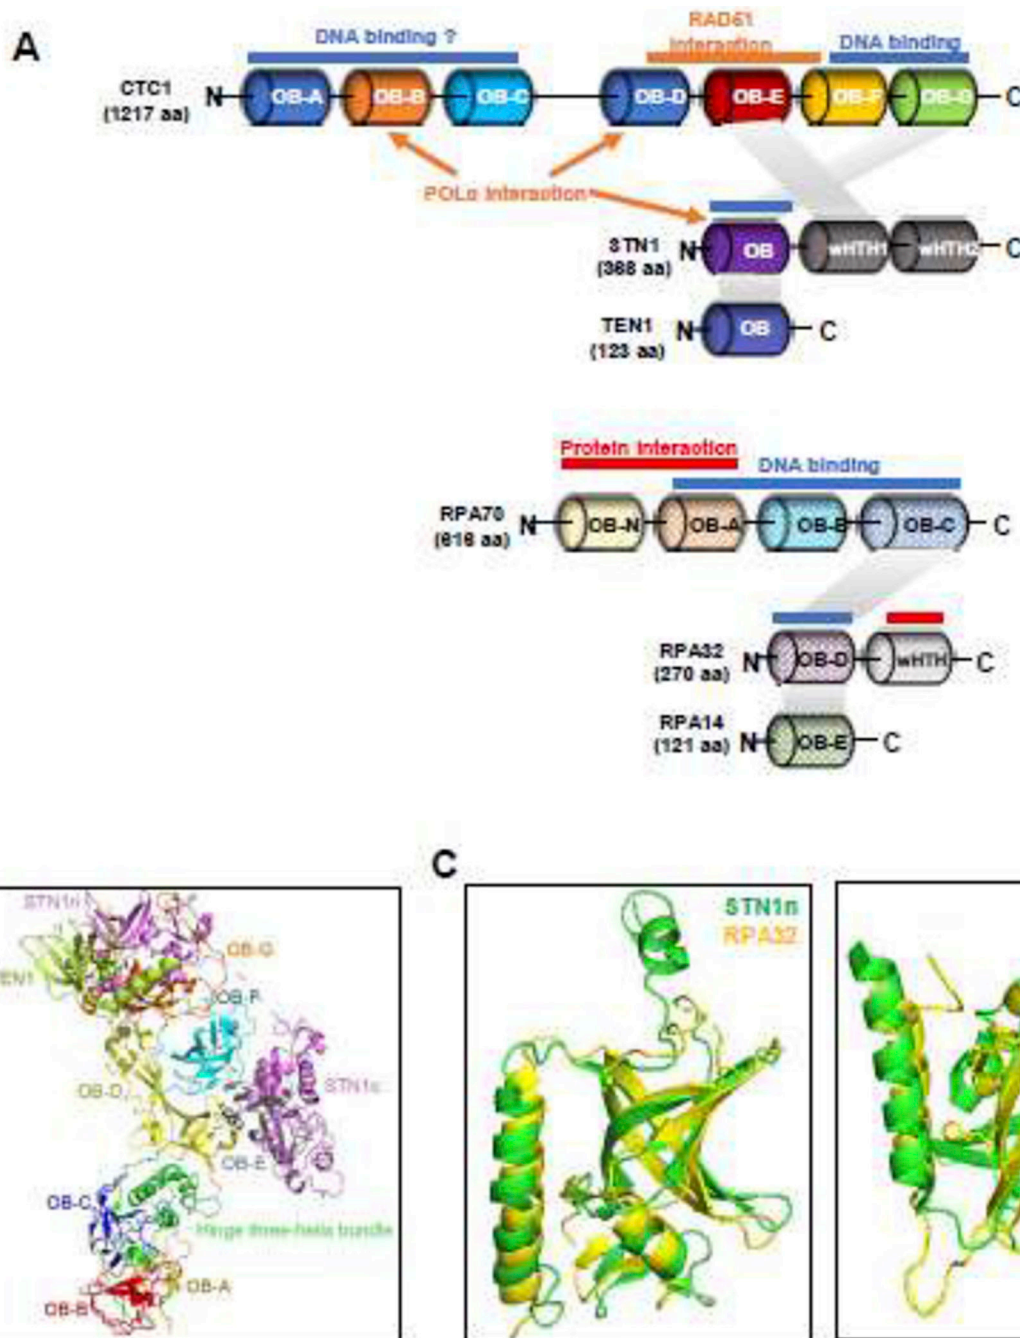 A
DNA binding ?
RAD51
interaction
DNA binding
CTC1
(1217 aa)
N
OB-A
OB-B
OB-C
OB-D
OB-E
OB-F
OB-G
C
POLα interaction
STN1
(368 aa)
N
OB
wHTH1
wHTH2
C
TEN1
(123 aa)
N
OB
C
Protein interaction
DNA binding
RPA70
(616 aa)
N
OB-N
OB-A
OB-B
OB-C
C
RPA32
(270 aa)
N
OB-D
wHTH
C
RPA14
(121 aa)
N
OB-E
C
C
STN1n
EN1
OB-G
OB-F
OB-D
STN1c
OB-E
OB-C
Hinge three-helix bundle
OB-A
OB-B
STN1n
RPA32